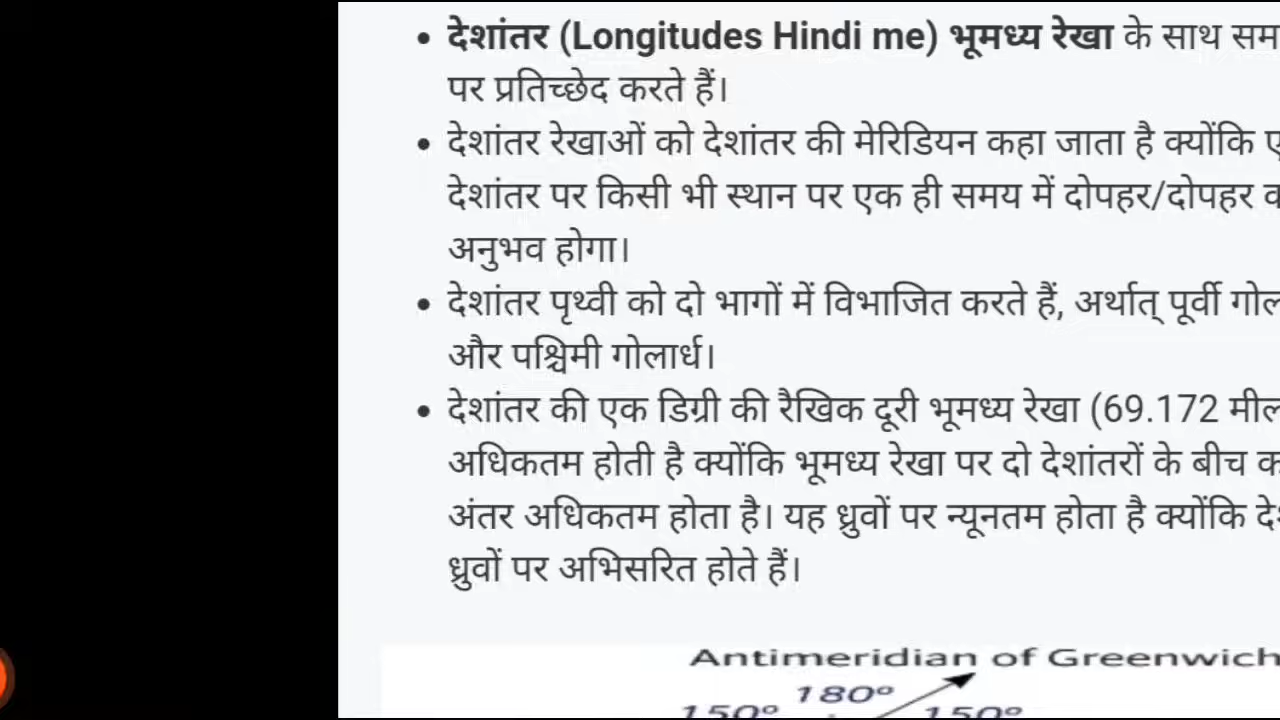 देशांतर (Longitudes Hindi me) भूमध्य रेखा के साथ सम
पर प्रतिच्छेद करते हैं।
देशांतर रेखाओं को देशांतर की मेरिडियन कहा जाता है क्योंकि
देशांतर पर किसी भी स्थान पर एक ही समय में दोपहर/दोपहर
अनुभव होगा।
देशांतर पृथ्वी को दो भागों में विभाजित करते हैं, अर्थात् पूर्वी गोल
और पश्चिमी गोलार्ध।
देशांतर की एक डिग्री की रैखिक दूरी भूमध्य रेखा (69.172 मील
अधिकतम होती है क्योंकि भूमध्य रेखा पर दो देशांतरों के बीच
अंतर अधिकतम होता है। यह ध्रुवों पर न्यूनतम होता है क्योंकि
ध्रुवों पर अभिसरित होते हैं।
Antimeridian of Greenwich
180°
150° 150°